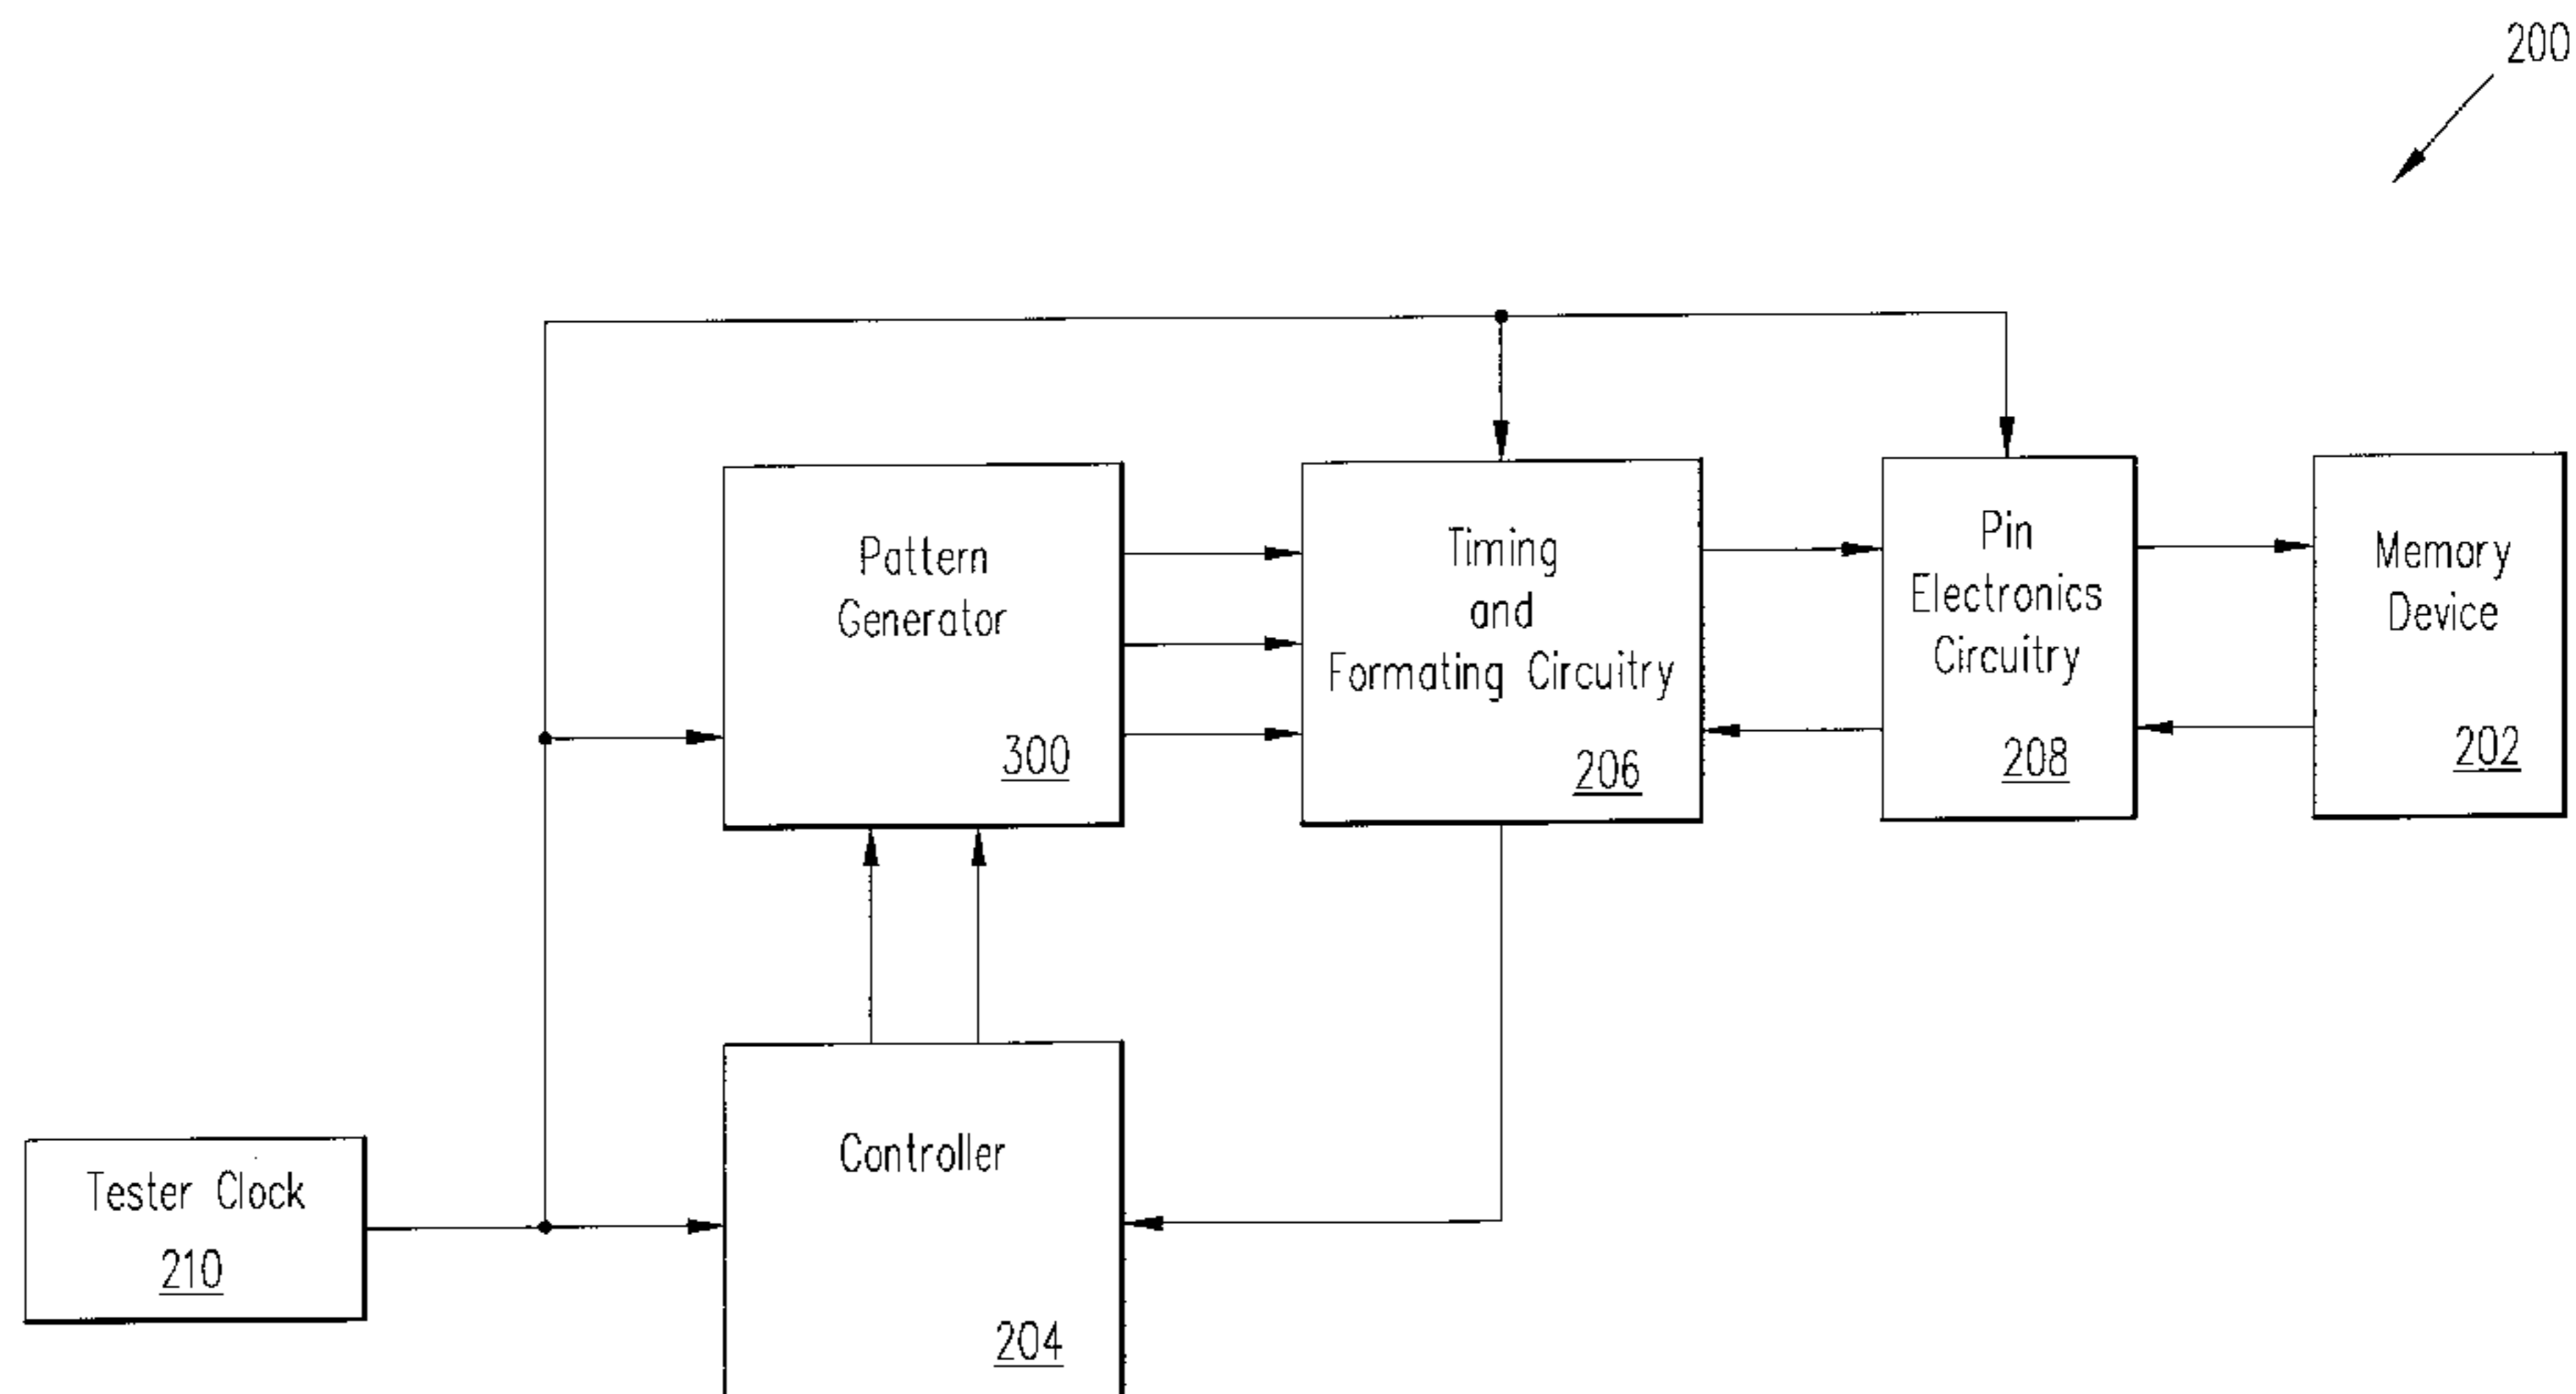 200
Pattern
Generator
300
Timing
and
Formating Circuitry
206
Pin
Electronics
Circuitry
208
Memory
Device
202
Controller
204
Tester Clock
210